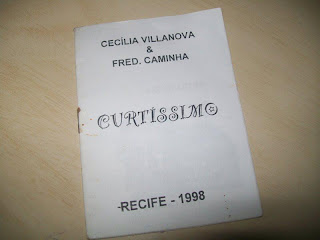 CECÍLIA VILLANOVA
&
FRED. CAMINHA
CURTÍSSIMO
RECIFE - 1998